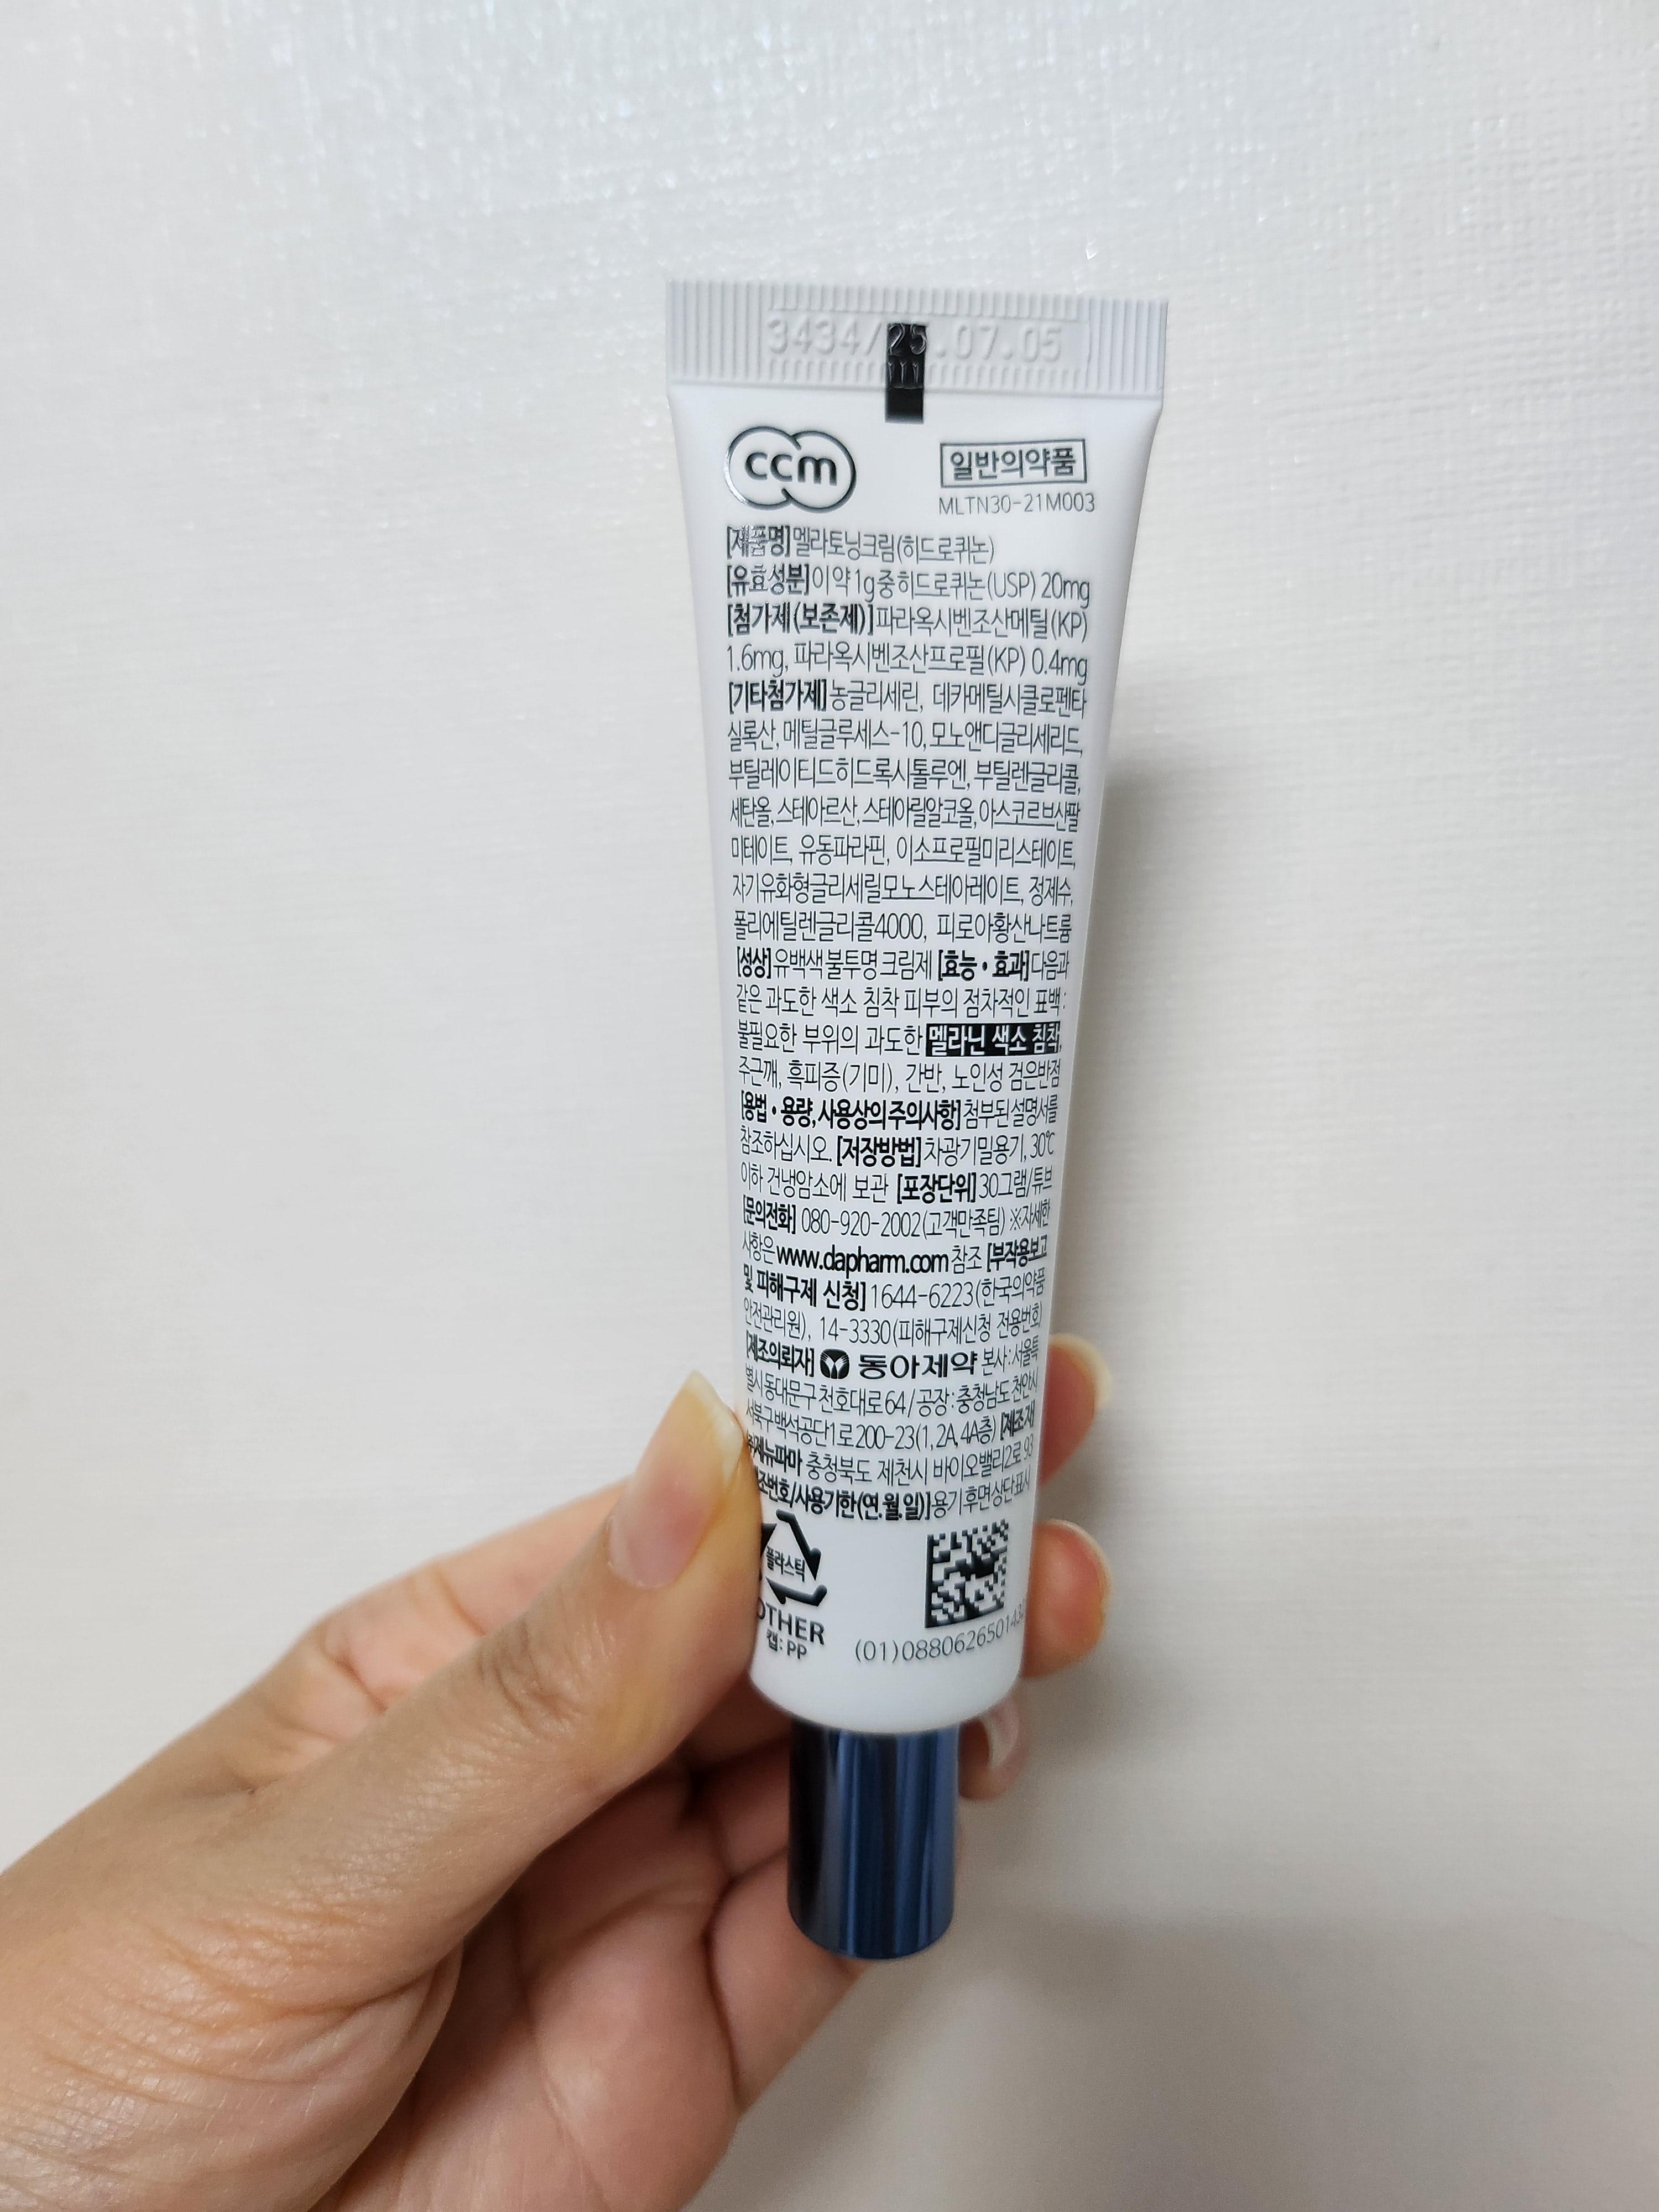 3434/25.07.05
ccm
일반의약품
MLTN30-21M003
[제품명]멜라토닝크림(히드로퀴논)
[유효성분]이 약 1g 중 히드로퀴논(USP) 20mg
[첨가제(보존제)]파라옥시벤조산메틸(KP)
1.6mg, 파라옥시벤조산프로필(KP) 0.4mg
[기타첨가제]농글리세린, 데카메틸시클로펜타
실록산, 메틸글루세스-10, 모노앤디글리세리드,
부틸레이티드히드록시톨루엔, 부틸렌글리콜,
세탄올, 스테아르산, 스테아릴알코올, 아스코르브산팔
미테이트, 유동파라핀, 이소프로필미리스테이트,
자기유화형글리세릴모노스테아레이트, 정제수,
폴리에틸렌글리콜4000, 피로아황산나트륨
[성상]유백색 불투명 크림제 [효능•효과]다음과
같은 과도한 색소 침착 피부의 점차적인 표백 :
불필요한 부위의 과도한 멜라닌 색소 침착,
주근깨, 흑피증(기미), 간반, 노인성 검은반점
[용법•용량, 사용상의 주의사항]첨부된 설명서를
참조하십시오. [저장방법]차광기밀용기, 30℃
이하 건냉암소에 보관 [포장단위]30그램/튜브
[문의전화] 080-920-2002(고객만족팀) ※자세한
사항은 www.dapharm.com 참조 [부작용보고
및 피해구제 신청]1644-6223(한국의약품
안전관리원), 14-3330(피해구제신청 전용번호)
[제조의뢰자] 동아제약 본사:서울특
별시 동대문구 천호대로 64 / 공장 : 충청남도 천안시
서북구 백석공단1로 200-23(1, 2A, 4A층) [제조자]
제뉴파마 충청북도 제천시 바이오밸리2로 93
조번호/사용기한(연.월.일)]용기 후면 상단 표시
플라스틱
OTHER
캡: PP
(01)0880626501432